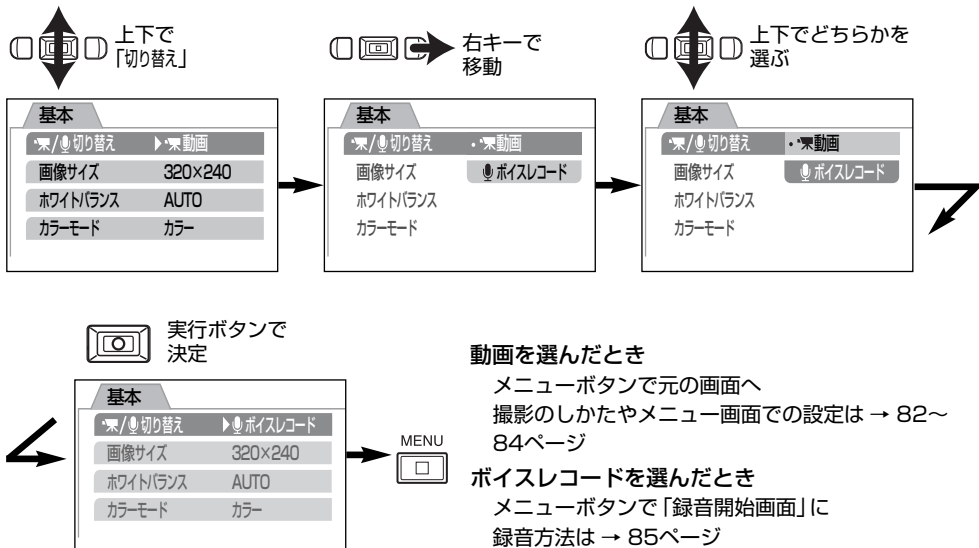 上下で
「切り替え」
右キーで
移動
上下でどちらかを
選ぶ
基本
/切り替え 動画
画像サイズ 320×240
ホワイトバランス AUTO
カラーモード カラー
基本
/切り替え ・動画
画像サイズ ボイスレコード
ホワイトバランス
カラーモード
基本
/切り替え ・動画
画像サイズ ボイスレコード
ホワイトバランス
カラーモード
実行ボタンで
決定
基本
/切り替え ボイスレコード
画像サイズ 320×240
ホワイトバランス AUTO
カラーモード カラー
MENU
動画を選んだとき
メニューボタンで元の画面へ
撮影のしかたやメニュー画面での設定は → 82〜
84ページ
ボイスレコードを選んだとき
メニューボタンで「録音開始画面」に
録音方法は → 85ページ